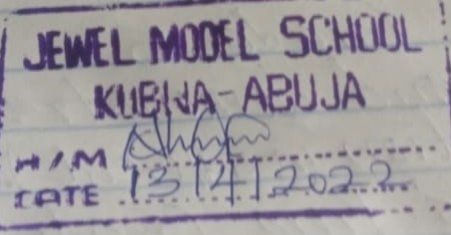 JEWEL MODEL SCHOOL
KUBWA-ABUJA
H/M
DATE 13/4/2022